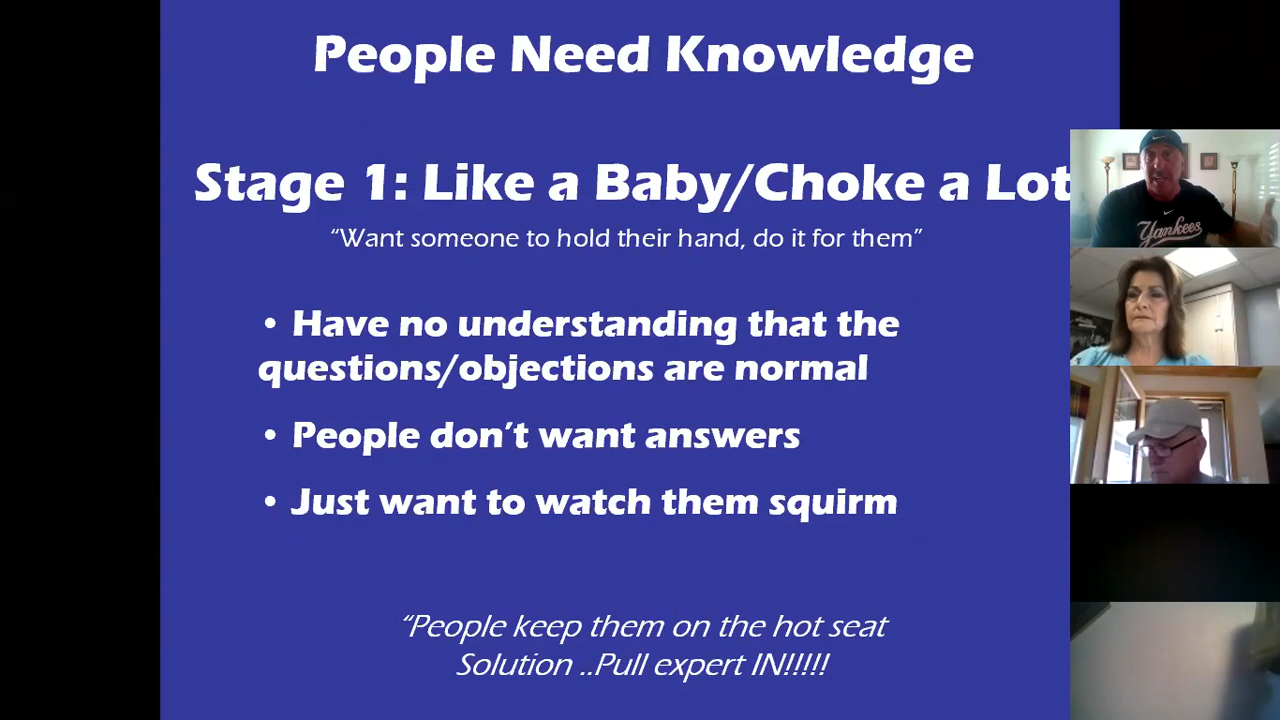 People Need Knowledge
Stage 1: Like a Baby/Choke a Lot
“Want someone to hold their hand, do it for them”
• Have no understanding that the
questions/objections are normal
• People don’t want answers
• Just want to watch them squirm
“People keep them on the hot seat
Solution ..Pull expert IN!!!!!
Yankees